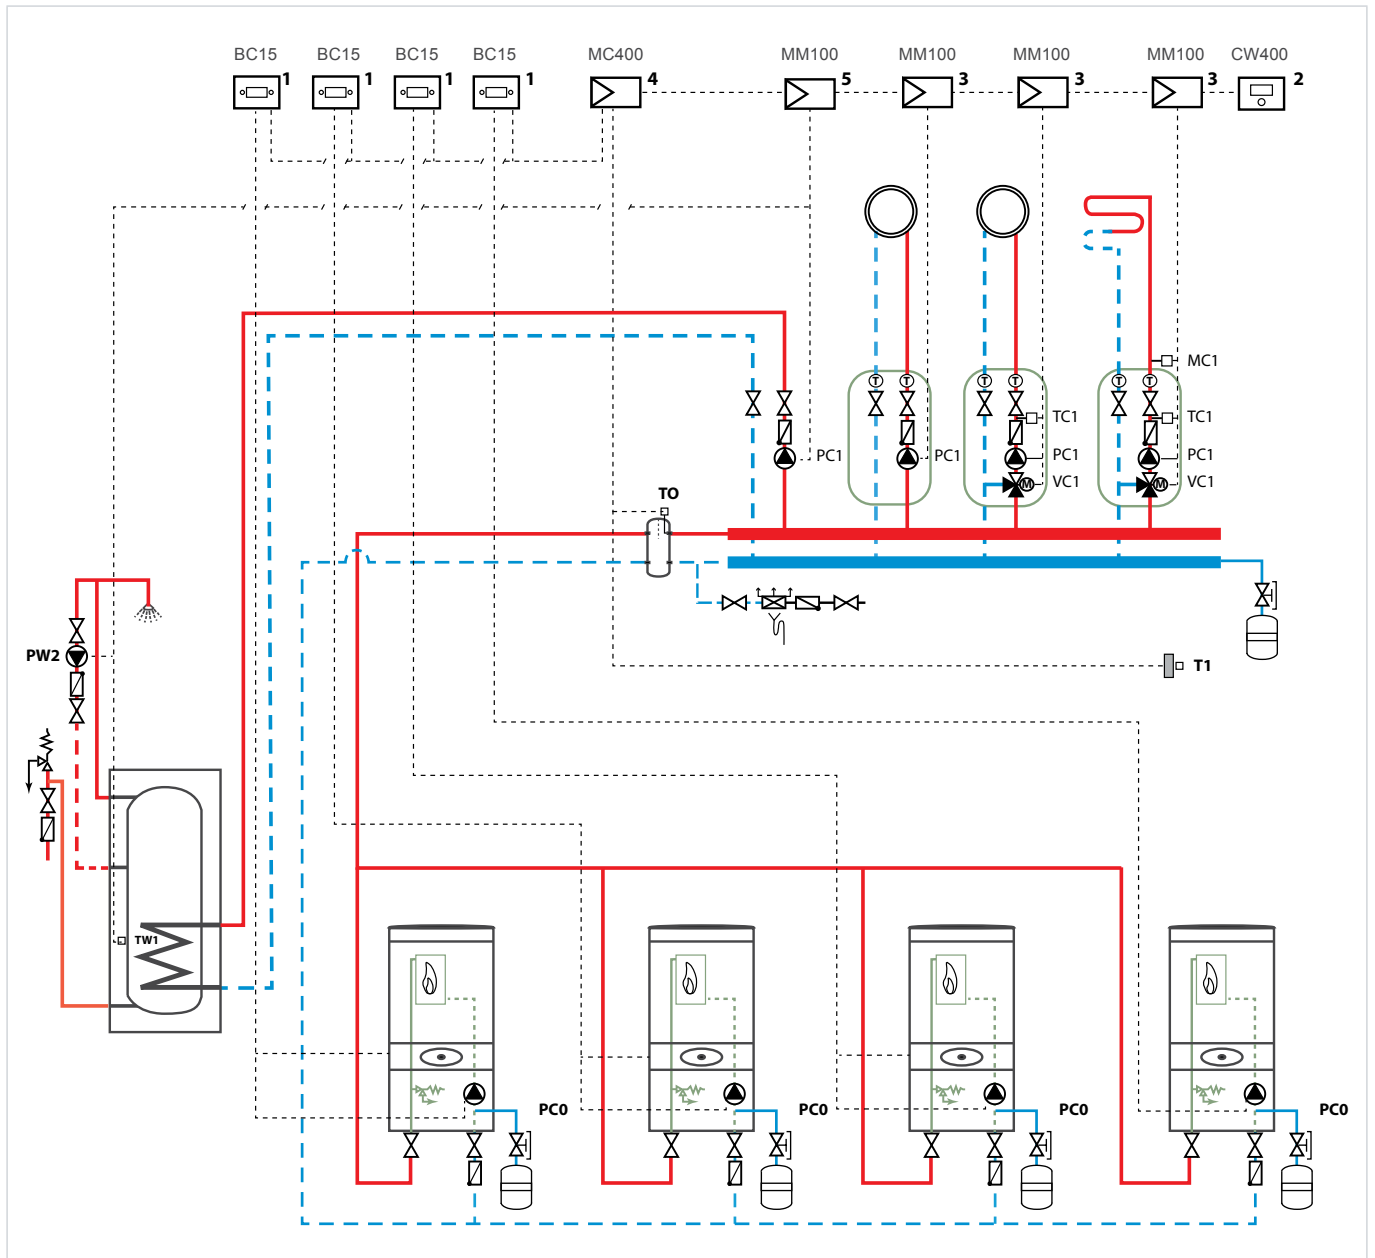 BC15 BC15 BC15 BC15 MC400 MM100 MM100 MM100 MM100 CW400
1 1 1 1 4 5 3 3 3 2
T T T T T T
MC1
TC1 TC1
PC1 PC1 PC1 PC1
M VC1 M VC1
TO
PW2
T1
TW1
PC0 PC0 PC0 PC0